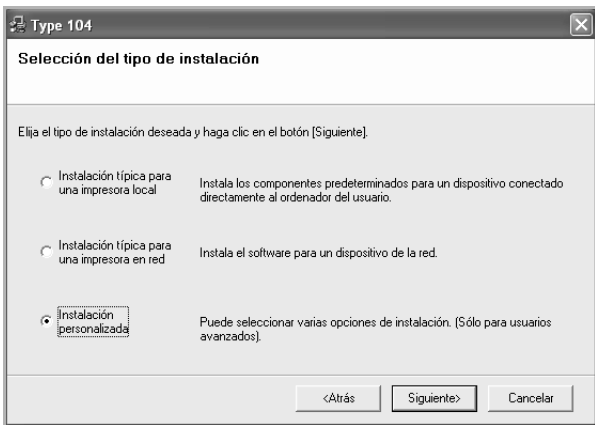 Type 104
Selección del tipo de instalación
Elija el tipo de instalación deseada y haga clic en el botón [Siguiente].
Instalación típica para
una impresora local
Instala los componentes predeterminados para un dispositivo conectado
directamente al ordenador del usuario.
Instalación típica para
una impresora en red
Instala el software para un dispositivo de la red.
Instalación
personalizada
Puede seleccionar varias opciones de instalación. (Sólo para usuarios
avanzados).
<Atrás
Siguiente>
Cancelar